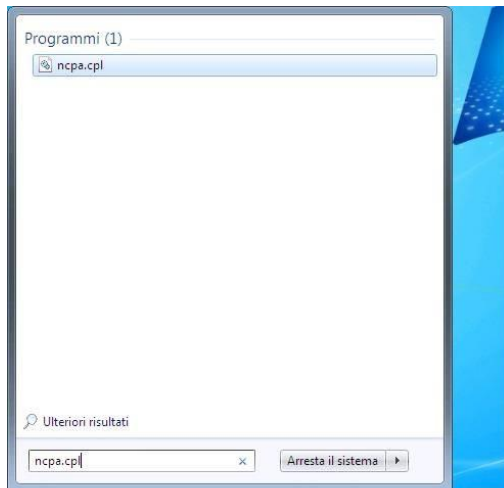 Programmi (1)
ncpa.cpl
Ulteriori risultati
ncpa.cpl
Arresta il sistema